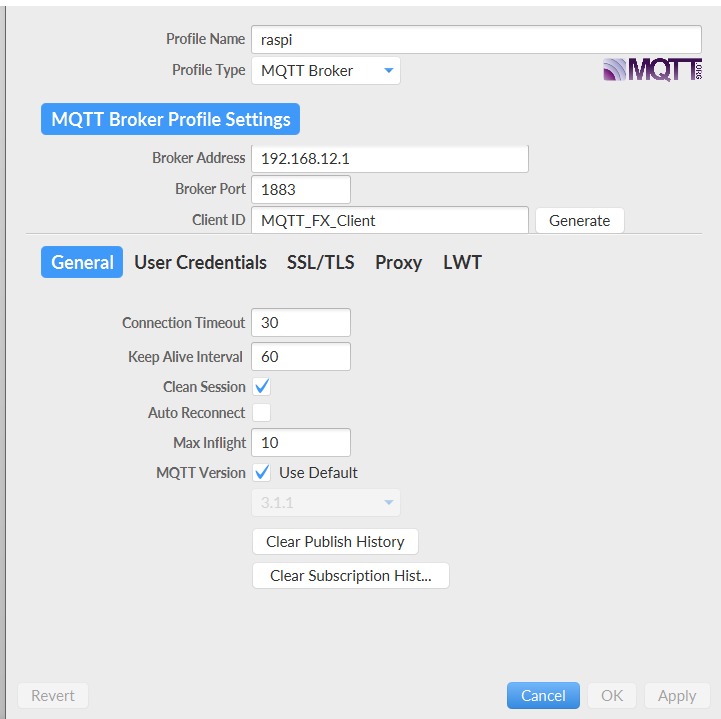 Profile Name raspi
Profile Type MQTT Broker
MQTT.ORG
MQTT Broker Profile Settings
Broker Address 192.168.12.1
Broker Port 1883
Client ID MQTT_FX_Client Generate
General User Credentials SSL/TLS Proxy LWT
Connection Timeout 30
Keep Alive Interval 60
Clean Session
Auto Reconnect
Max Inflight 10
MQTT Version Use Default
3.1.1
Clear Publish History
Clear Subscription Hist...
Revert Cancel OK Apply